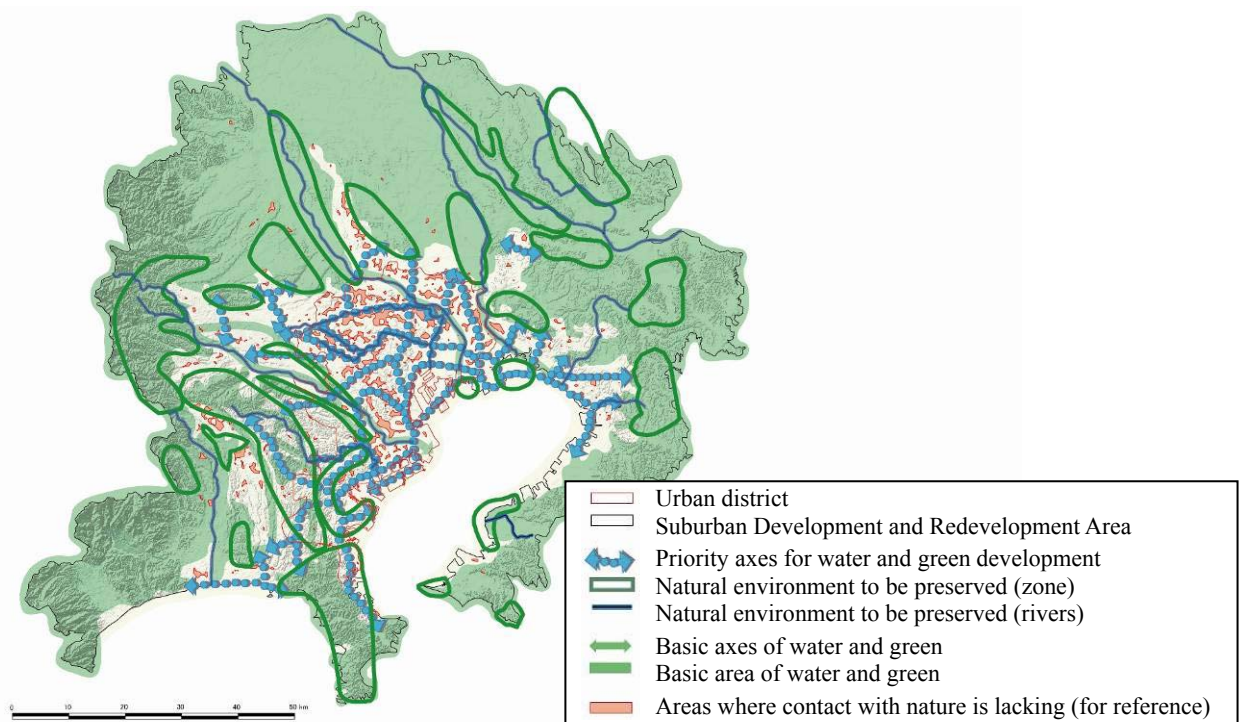 Urban district
Suburban Development and Redevelopment Area
Priority axes for water and green development
Natural environment to be preserved (zone)
Natural environment to be preserved (rivers)
Basic axes of water and green
Basic area of water and green
Areas where contact with nature is lacking (for reference)
0 10 20 30 40 50 km